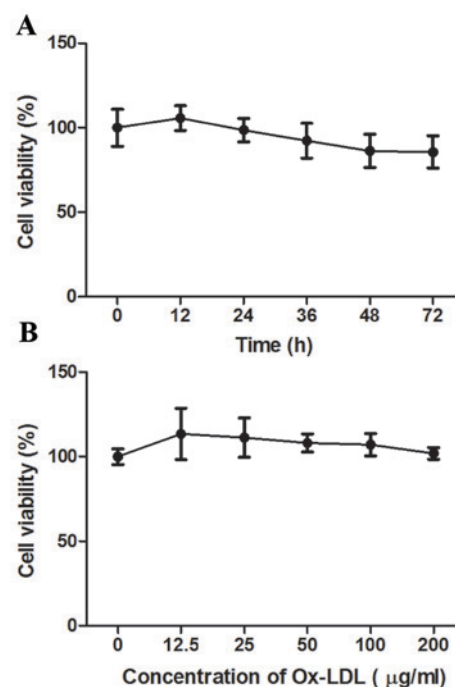 A
Cell viability (%)
150
100
50
0
0 12 24 36 48 72
Time (h)
B
Cell viability (%)
150
100
50
0
0 12.5 25 50 100 200
Concentration of Ox-LDL ( μg/ml)